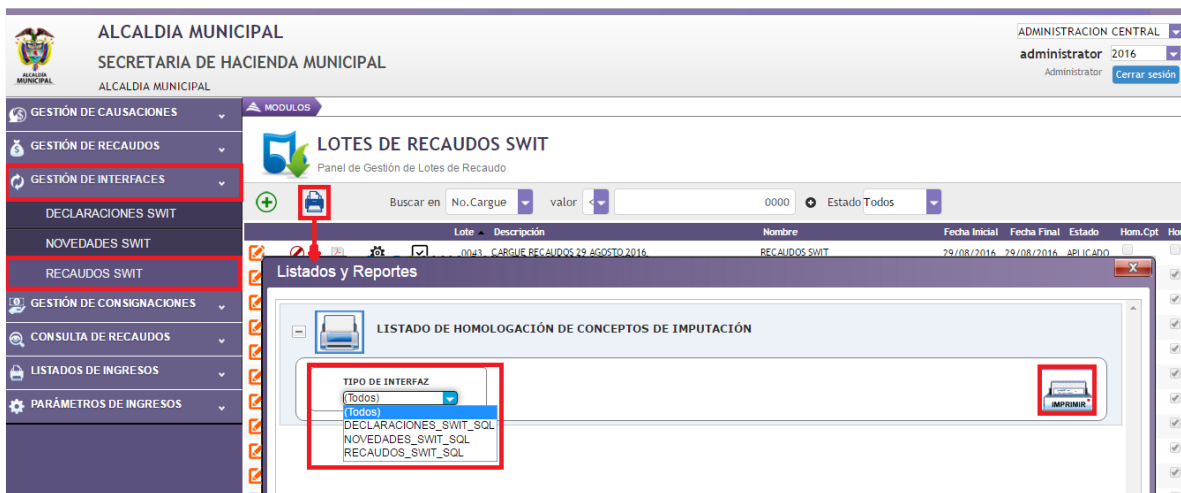 ALCALDIA MUNICIPAL
SECRETARIA DE HACIENDA MUNICIPAL
ALCALDIA MUNICIPAL
ALCALDÍA
MUNICIPAL
ADMINISTRACION CENTRAL
administrator 2016
Administrator Cerrar sesión
GESTIÓN DE CAUSACIONES
GESTIÓN DE RECAUDOS
GESTIÓN DE INTERFACES
DECLARACIONES SWIT
NOVEDADES SWIT
RECAUDOS SWIT
GESTIÓN DE CONSIGNACIONES
CONSULTA DE RECAUDOS
LISTADOS DE INGRESOS
PARÁMETROS DE INGRESOS
MODULOS
LOTES DE RECAUDOS SWIT
Panel de Gestión de Lotes de Recaudo
Buscar en No.Cargue valor < 0000 Estado Todos
Lote Descripción Nombre Fecha Inicial Fecha Final Estado Hom.Cpt
0043 CARGUE RECAUDOS 29 AGOSTO 2016. RECAUDOS SWIT 29/08/2016 29/08/2016 APLICADO
Listados y Reportes
X
LISTADO DE HOMOLOGACIÓN DE CONCEPTOS DE IMPUTACIÓN
TIPO DE INTERFAZ
(Todos)
(Todos)
DECLARACIONES_SWIT_SQL
NOVEDADES_SWIT_SQL
RECAUDOS_SWIT_SQL
IMPRIMIR